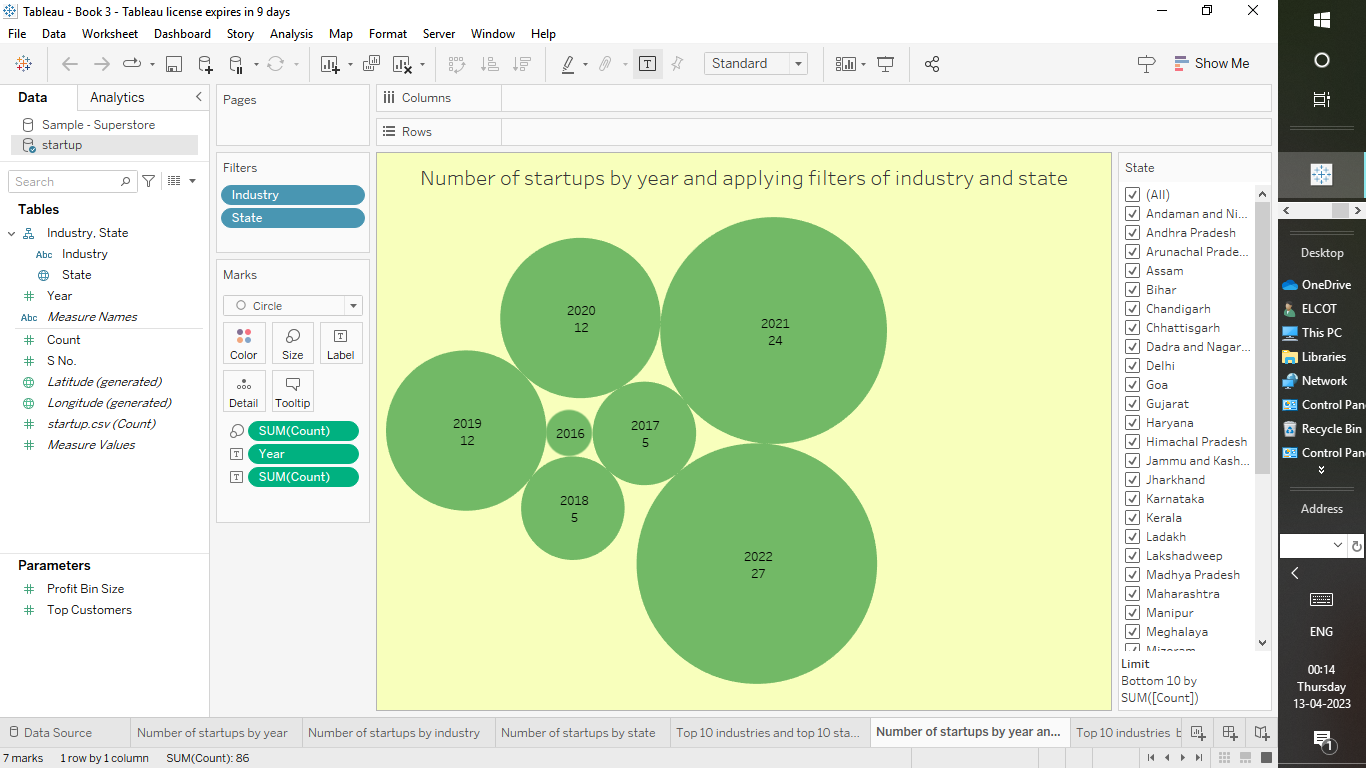 Tableau - Book 3 - Tableau license expires in 9 days
File Data Worksheet Dashboard Story Analysis Map Format Server Window Help
Standard
Show Me
Data Analytics
Sample - Superstore
startup
Search
Tables
Industry, State
Abc Industry
State
Year
Abc Measure Names
Count
S No.
Latitude (generated)
Longitude (generated)
startup.csv (Count)
Measure Values
Parameters
Profit Bin Size
Top Customers
Pages
Filters
Industry
State
Marks
Circle
Color Size Label
Detail Tooltip
SUM(Count)
Year
SUM(Count)
Columns
Rows
Number of startups by year and applying filters of industry and state
2020
12
2021
24
2019
12
2016
2017
5
2018
5
2022
27
State
(All)
Andaman and Ni...
Andhra Pradesh
Arunachal Prade...
Assam
Bihar
Chandigarh
Chhattisgarh
Dadra and Nagar...
Delhi
Goa
Gujarat
Haryana
Himachal Pradesh
Jammu and Kash...
Jharkhand
Karnataka
Kerala
Ladakh
Lakshadweep
Madhya Pradesh
Maharashtra
Manipur
Meghalaya
Mizoram
Limit
Bottom 10 by
SUM([Count])
Data Source Number of startups by year Number of startups by industry Number of startups by state Top 10 industries and top 10 sta... Number of startups by year an... Top 10 industries b
7 marks 1 row by 1 column SUM(Count): 86
Desktop
OneDrive
ELCOT
This PC
Libraries
Network
Control Pan
Recycle Bin
Control Pan
Address
ENG
00:14
Thursday
13-04-2023
1